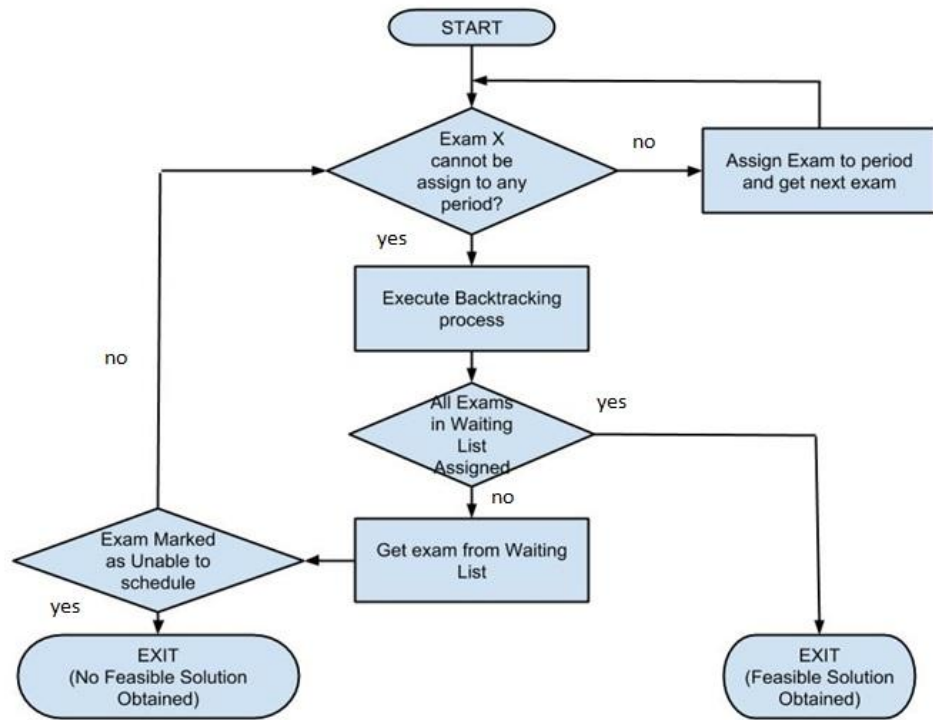 START
Exam X
cannot be
assign to any
period?
no
Assign Exam to period
and get next exam
yes
Execute Backtracking
process
no
All Exams
in Waiting
List
Assigned
yes
no
Get exam from Waiting
List
Exam Marked
as Unable to
schedule
yes
EXIT
(No Feasible Solution
Obtained)
EXIT
(Feasible Solution
Obtained)